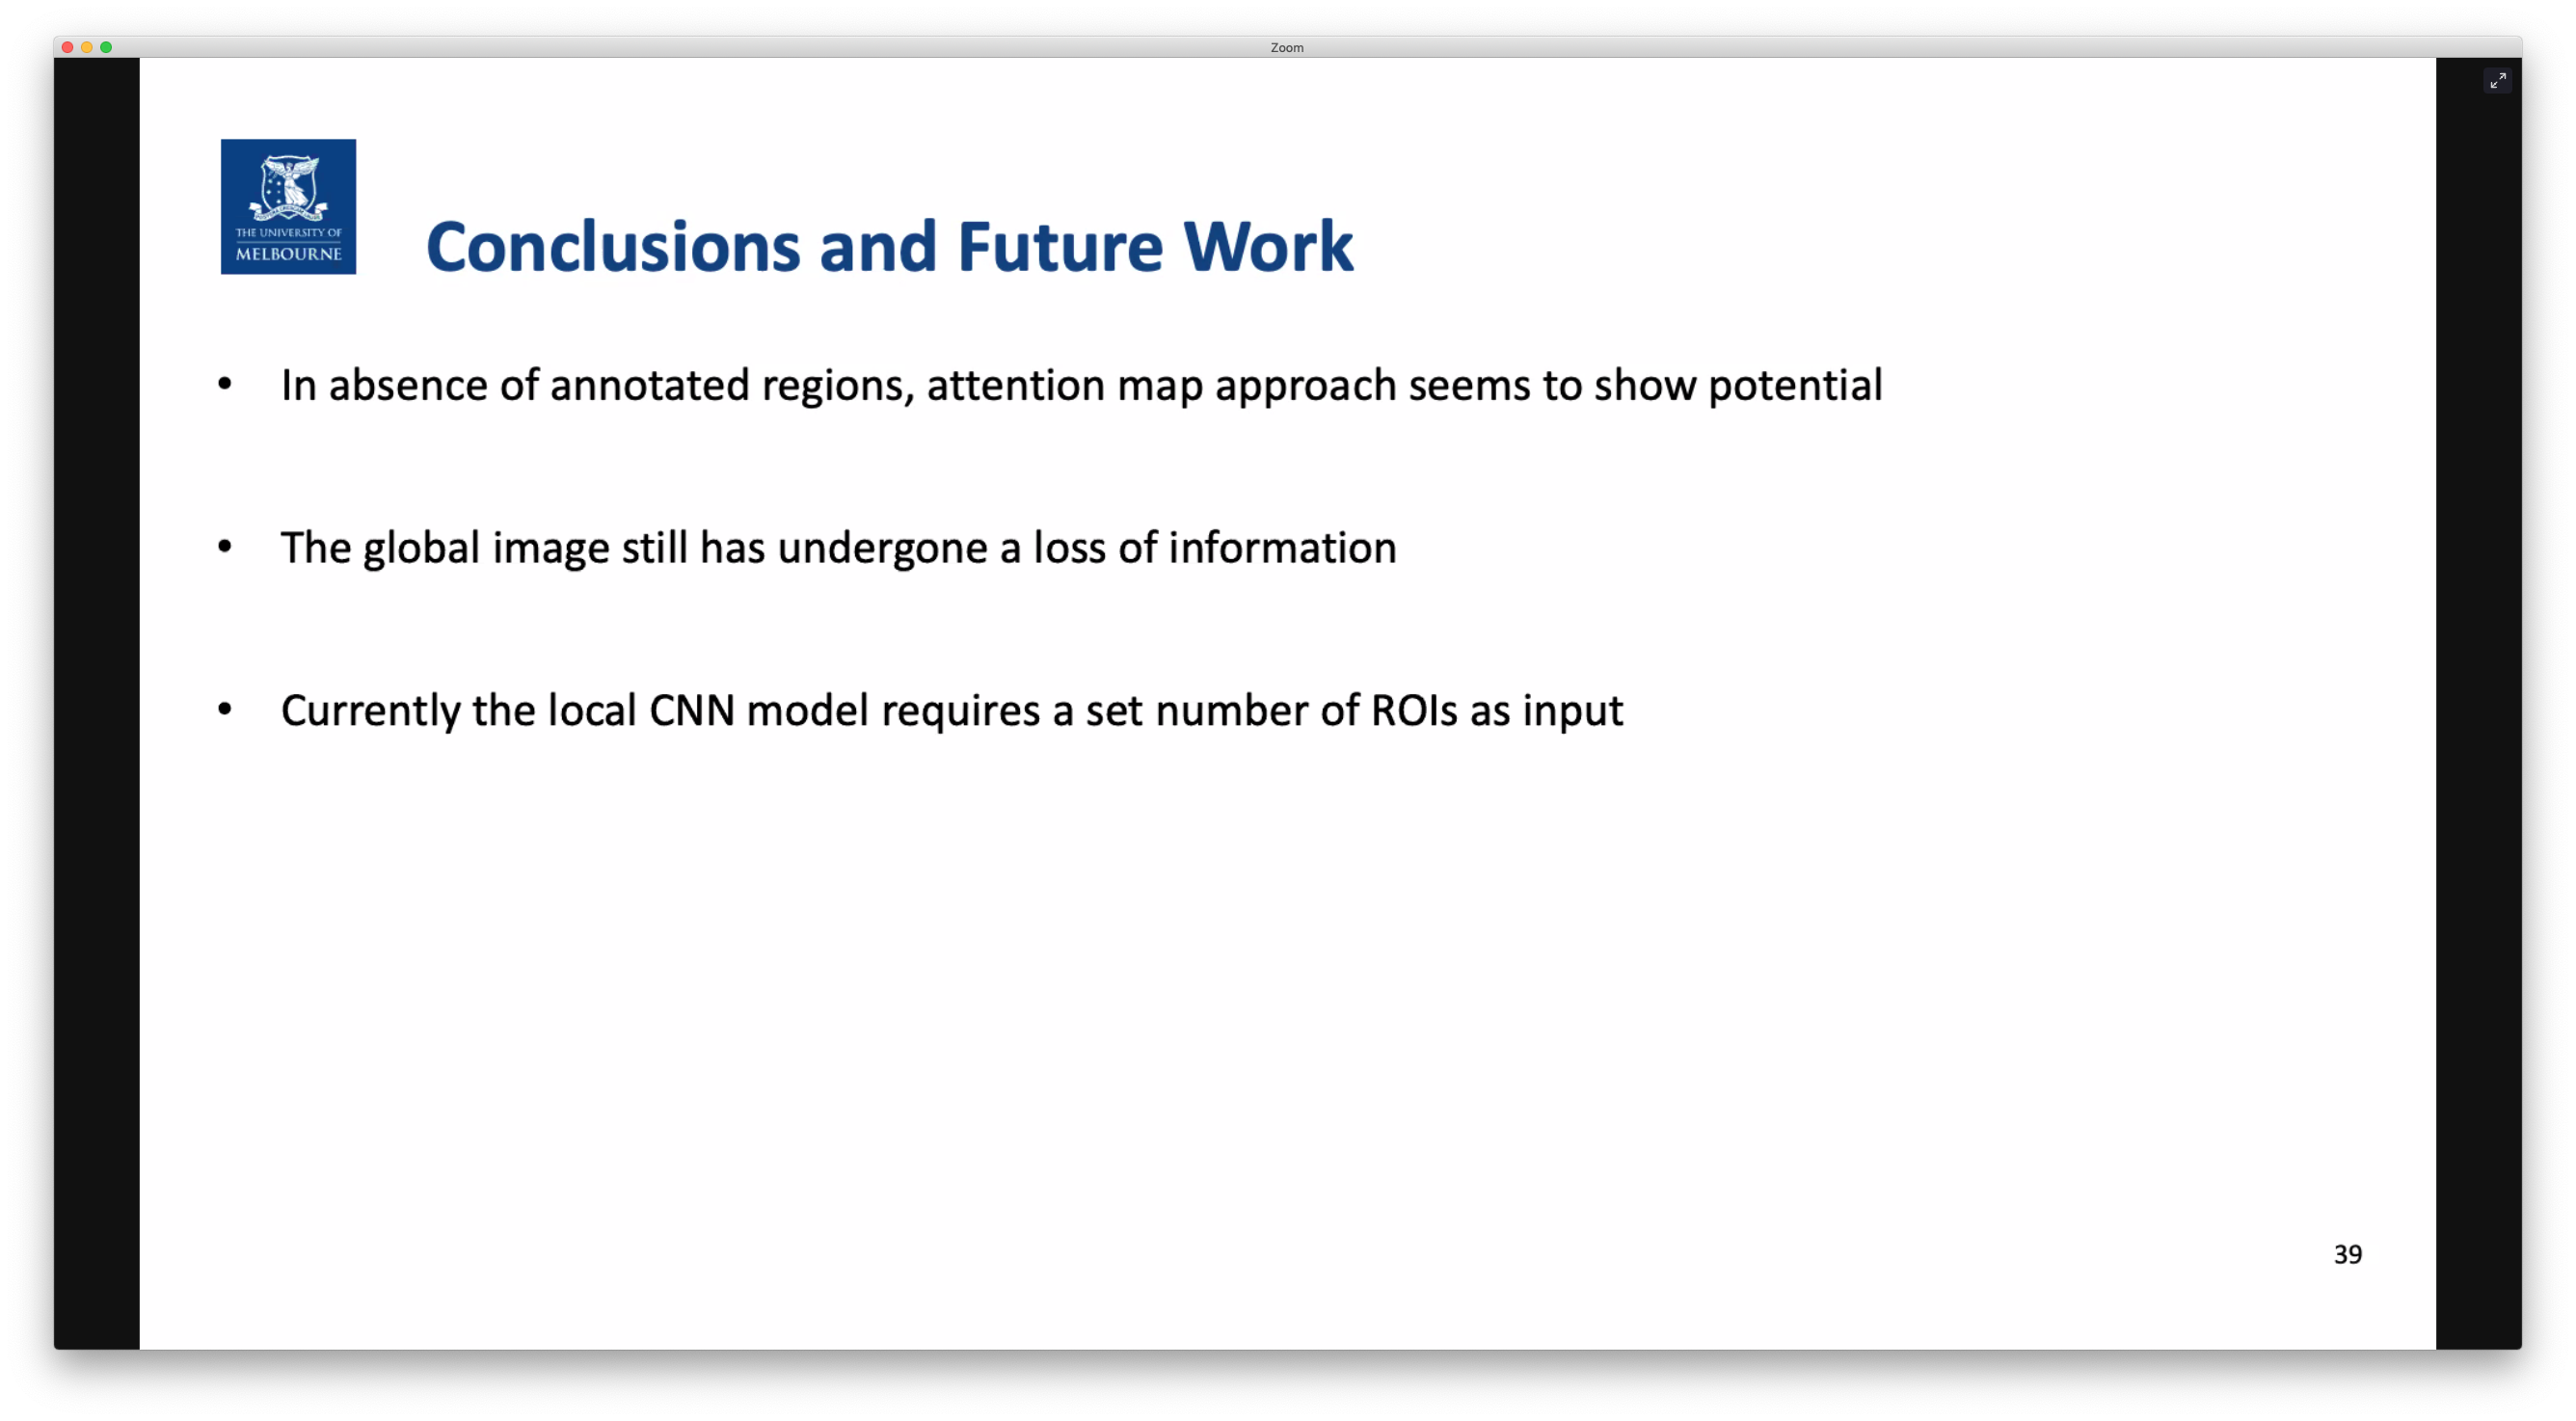 Zoom
THE UNIVERSITY OF
MELBOURNE
Conclusions and Future Work
• In absence of annotated regions, attention map approach seems to show potential
• The global image still has undergone a loss of information
• Currently the local CNN model requires a set number of ROIs as input
39